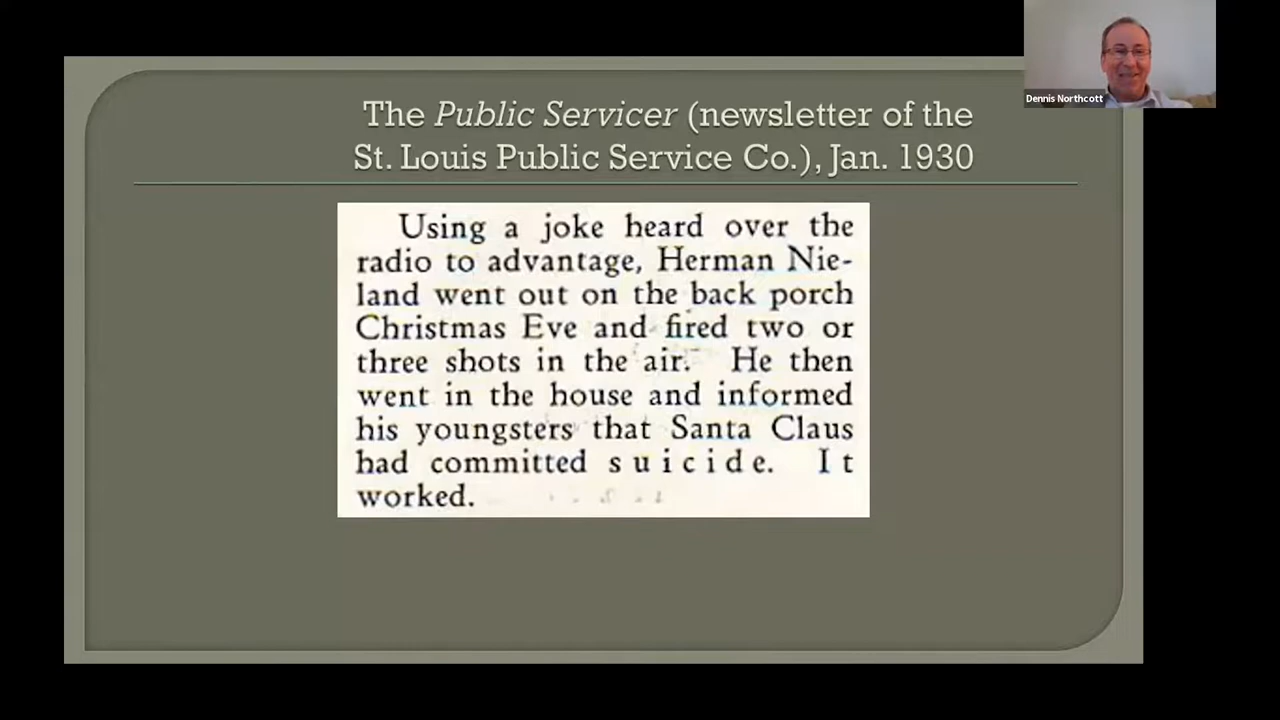 The Public Servicer (newsletter of the
St. Louis Public Service Co.), Jan. 1930
Dennis Northcott
Using a joke heard over the
radio to advantage, Herman Nie-
land went out on the back porch
Christmas Eve and fired two or
three shots in the air. He then
went in the house and informed
his youngsters that Santa Claus
had committed suicide. It
worked.